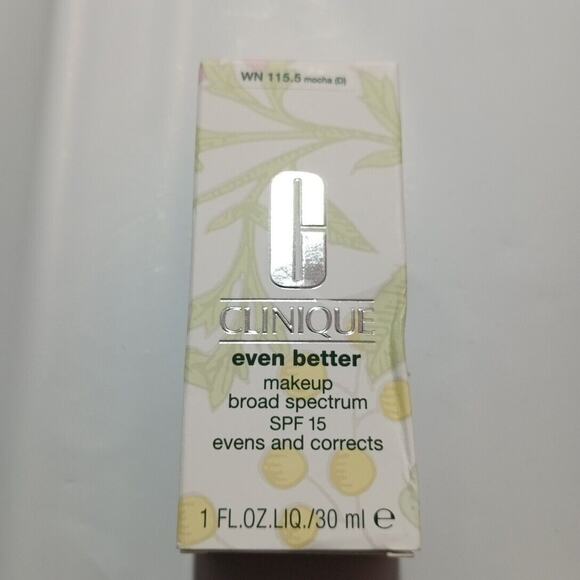 WN 115.5 mocha (D)
C
CLINIQUE
even better
makeup
broad spectrum
SPF 15
evens and corrects
1 FL.OZ.LIQ./30 ml ℮